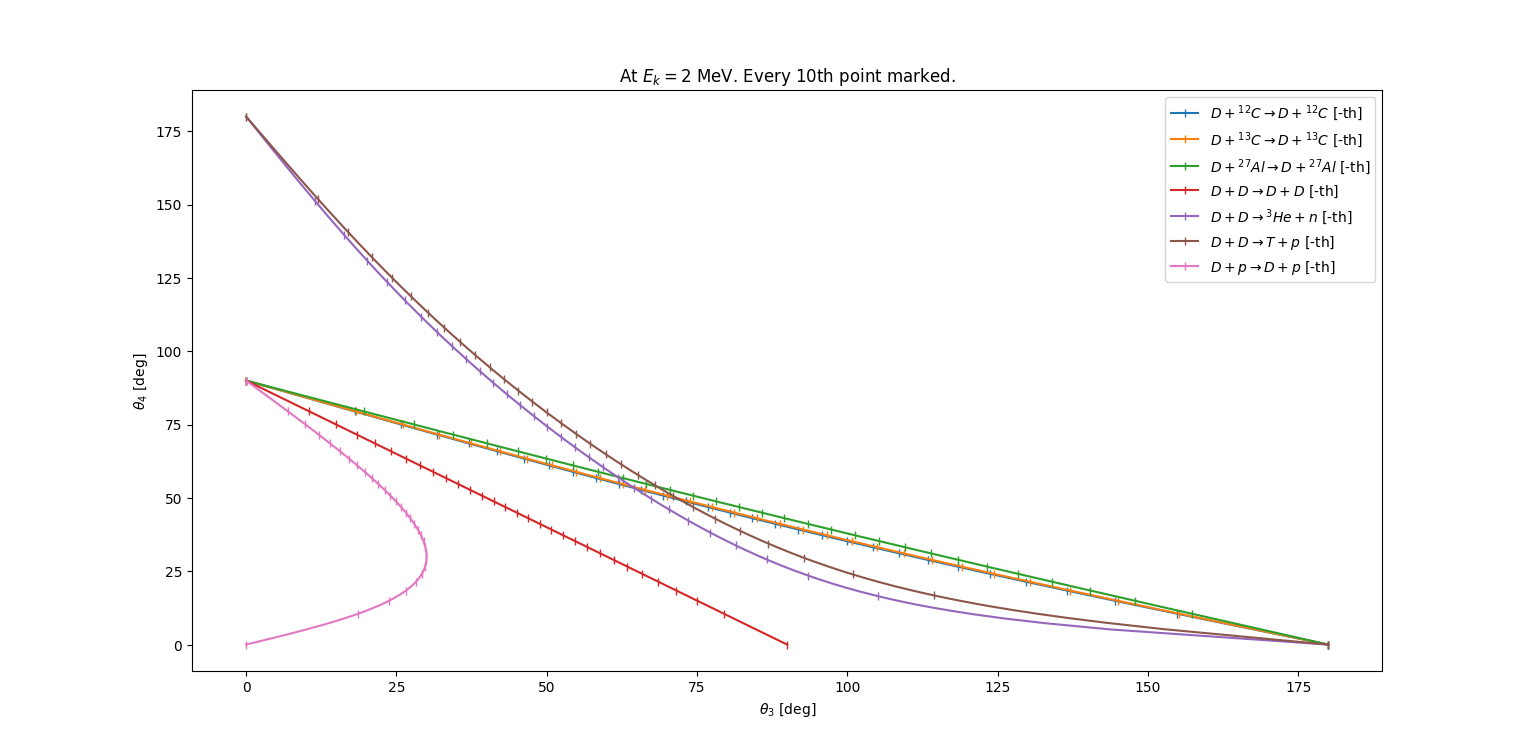 At $E_k = 2$ MeV. Every 10th point marked.
$D + {}^{12}C \rightarrow D + {}^{12}C$ [-th]
$D + {}^{13}C \rightarrow D + {}^{13}C$ [-th]
$D + {}^{27}Al \rightarrow D + {}^{27}Al$ [-th]
$D + D \rightarrow D + D$ [-th]
$D + D \rightarrow {}^{3}He + n$ [-th]
$D + D \rightarrow T + p$ [-th]
$D + p \rightarrow D + p$ [-th]
175
150
125
100
75
50
25
0
$\theta_4$ [deg]
0 25 50 75 100 125 150 175
$\theta_3$ [deg]